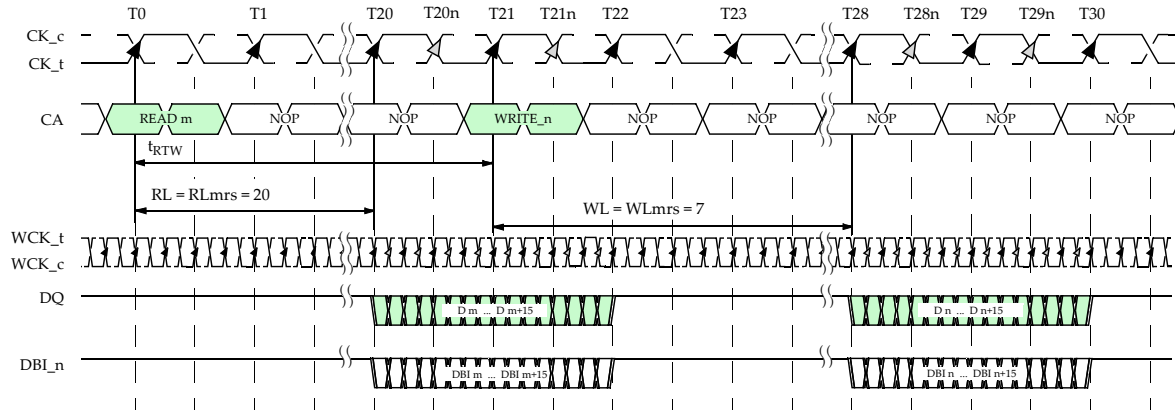 T0 T1 T20 T20n T21 T21n T22 T23 T28 T28n T29 T29n T30
CK_c
CK_t
CA READ m NOP NOP WRITE_n NOP NOP NOP NOP NOP
tRTW
RL = RLmrs = 20
WL = WLmrs = 7
WCK_t
WCK_c
DQ D m ... D m+15 D n ... D n+15
DBI_n DBI m ... DBI m+15 DBI n ... DBI n+15